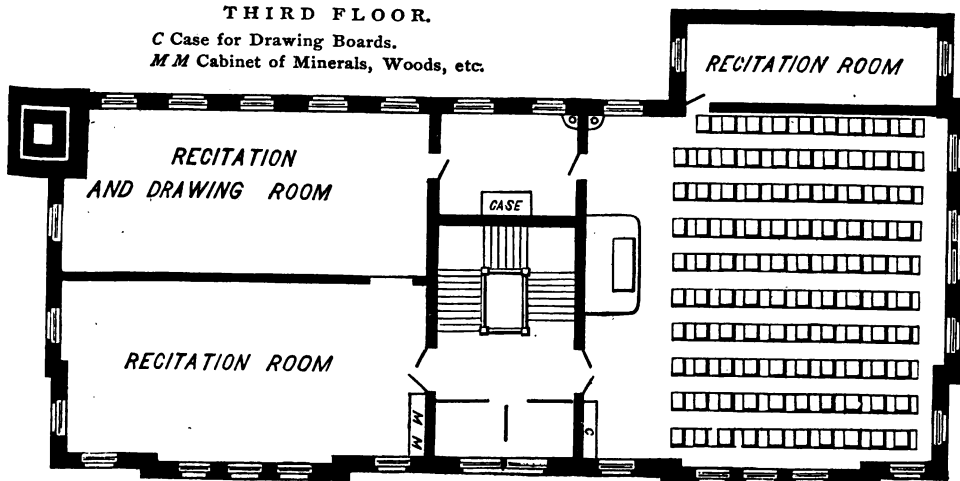 THIRD FLOOR.
C Case for Drawing Boards.
M M Cabinet of Minerals, Woods, etc.
RECITATION ROOM
RECITATION
AND DRAWING ROOM
CASE
RECITATION ROOM
M M
C